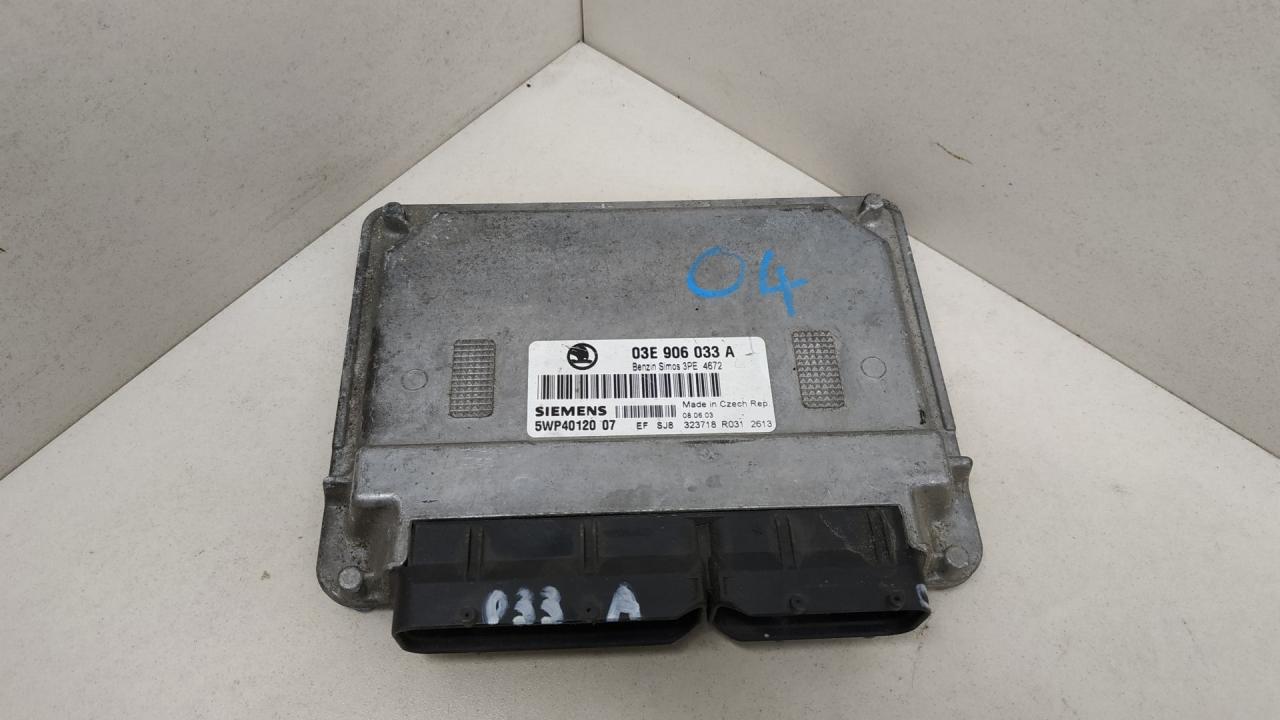 04
03E 906 033 A
Benzin Simos 3PE 4672
SIEMENS Made in Czech Rep.
08.06.03
5WP40120 07 EF SJ8 323718 R031 2613
033 A